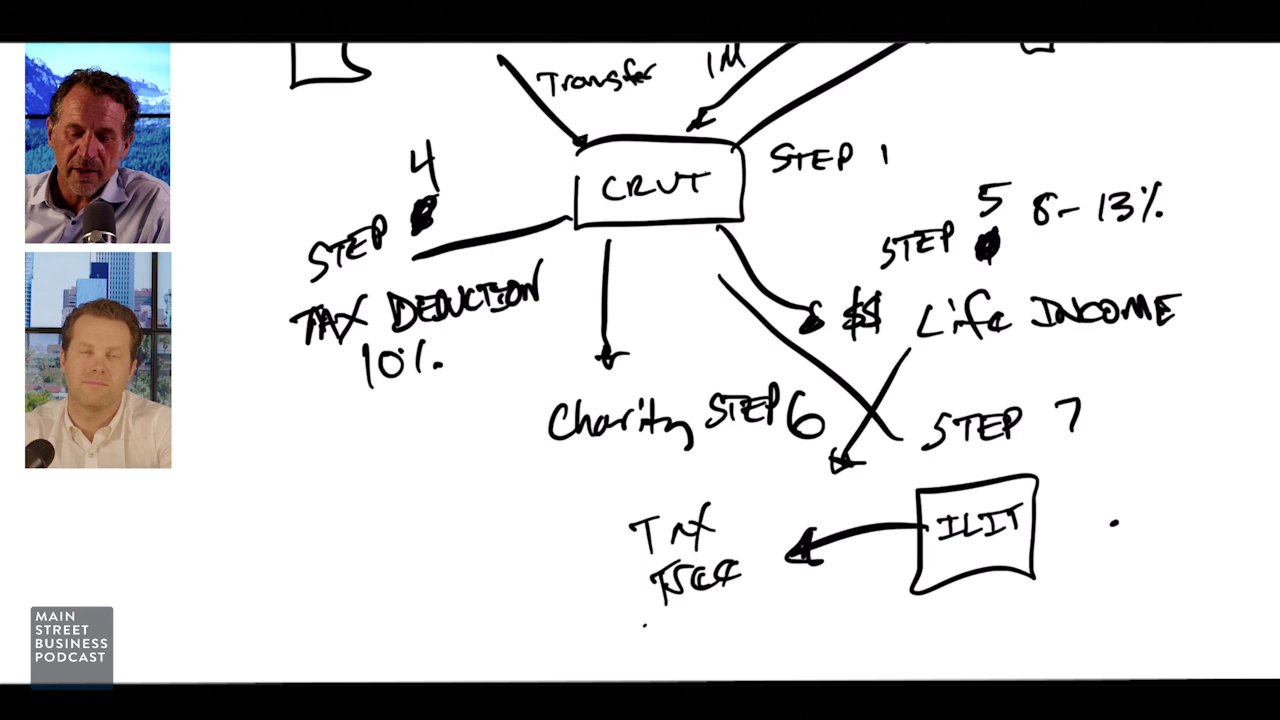 Transfer
1M
CRUT
STEP 1
4
STEP
TAX DEDUCTION
10%.
5
STEP
8-13%
$$ Life INCOME
Charity STEP 6
STEP 7
ILIT
TAX
FREE
MAIN
STREET
BUSINESS
PODCAST